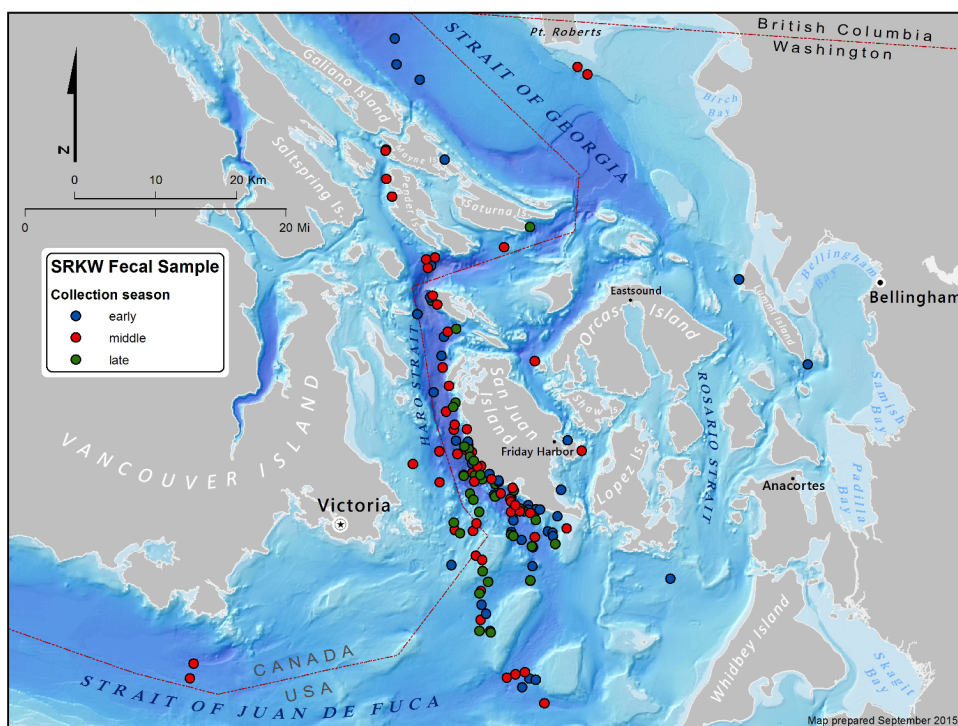 British Columbia
Washington
Pt. Roberts
STRAIT OF GEORGIA
Birch
Bay
Galiano Island
N
Mayne Is.
Saltspring Is.
Pender Is.
Saturna Is.
0 10 20 Km
0 10 20 Mi
SRKW Fecal Sample
Collection season
early
middle
late
Bellingham
Bay
Bellingham
Lummi Island
Eastsound
Orcas Island
HARO STRAIT
San Juan
Island
Shaw Is.
ROSARIO STRAIT
Samish
Bay
VANCOUVER ISLAND
Friday Harbor
Lopez Is.
Anacortes
Padilla
Bay
Victoria
Whidbey Island
CANADA
USA
Skagit
Bay
STRAIT OF JUAN DE FUCA
Map prepared September 2015